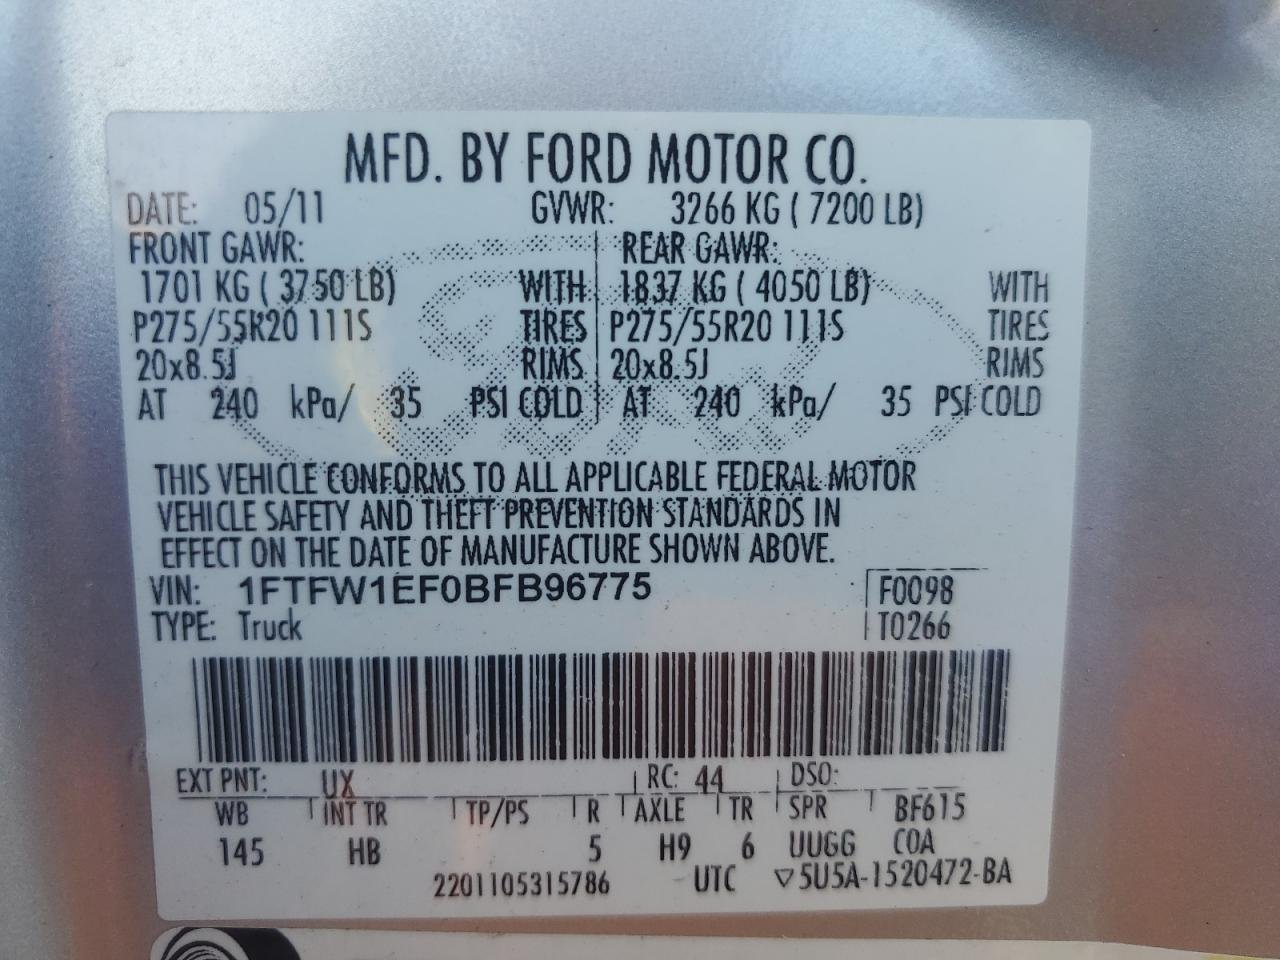 MFD. BY FORD MOTOR CO.
DATE: 05/11 GVWR: 3266 KG ( 7200 LB)
FRONT GAWR: REAR GAWR:
1701 KG ( 3750 LB) WITH 1837 KG ( 4050 LB) WITH
P275/55R20 111S TIRES P275/55R20 111S TIRES
20x8.5J RIMS 20x8.5J RIMS
AT 240 kPa/ 35 PSI COLD AT 240 kPa/ 35 PSI COLD
THIS VEHICLE CONFORMS TO ALL APPLICABLE FEDERAL MOTOR
VEHICLE SAFETY AND THEFT PREVENTION STANDARDS IN
EFFECT ON THE DATE OF MANUFACTURE SHOWN ABOVE.
VIN: 1FTFW1EF0BFB96775 F0098
TYPE: Truck T0266
EXT PNT: UX RC: 44 DSO:
WB INT TR TP/PS R AXLE TR SPR BF615
145 HB 5 H9 6 UUGG COA
2201105315786 UTC ▽5U5A-1520472-BA